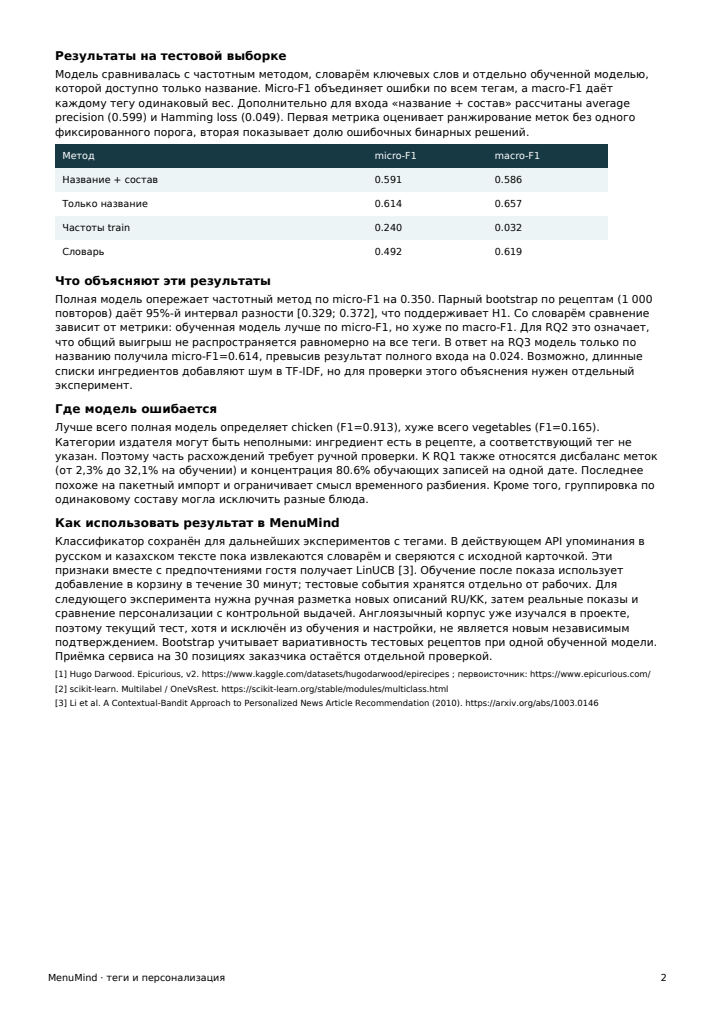 Результаты на тестовой выборке
Модель сравнивалась с частотным методом, словарём ключевых слов и отдельно обученной моделью,
которой доступно только название. Micro-F1 объединяет ошибки по всем тегам, а macro-F1 даёт
каждому тегу одинаковый вес. Дополнительно для входа «название + состав» рассчитаны average
precision (0.599) и Hamming loss (0.049). Первая метрика оценивает ранжирование меток без одного
фиксированного порога, вторая показывает долю ошибочных бинарных решений.
Метод micro-F1 macro-F1
Название + состав 0.591 0.586
Только название 0.614 0.657
Частоты train 0.240 0.032
Словарь 0.492 0.619
Что объясняют эти результаты
Полная модель опережает частотный метод по micro-F1 на 0.350. Парный bootstrap по рецептам (1 000
повторов) даёт 95%-й интервал разности [0.329; 0.372], что поддерживает H1. Со словарём сравнение
зависит от метрики: обученная модель лучше по micro-F1, но хуже по macro-F1. Для RQ2 это означает,
что общий выигрыш не распространяется равномерно на все теги. В ответ на RQ3 модель только по
названию получила micro-F1=0.614, превысив результат полного входа на 0.024. Возможно, длинные
списки ингредиентов добавляют шум в TF-IDF, но для проверки этого объяснения нужен отдельный
эксперимент.
Где модель ошибается
Лучше всего полная модель определяет chicken (F1=0.913), хуже всего vegetables (F1=0.165).
Категории издателя могут быть неполными: ингредиент есть в рецепте, а соответствующий тег не
указан. Поэтому часть расхождений требует ручной проверки. К RQ1 также относятся дисбаланс меток
(от 2,3% до 32,1% на обучении) и концентрация 80.6% обучающих записей на одной дате. Последнее
похоже на пакетный импорт и ограничивает смысл временного разбиения. Кроме того, группировка по
одинаковому составу могла исключить разные блюда.
Как использовать результат в MenuMind
Классификатор сохранён для дальнейших экспериментов с тегами. В действующем API упоминания в
русском и казахском тексте пока извлекаются словарём и сверяются с исходной карточкой. Эти
признаки вместе с предпочтениями гостя получает LinUCB [3]. Обучение после показа использует
добавление в корзину в течение 30 минут; тестовые события хранятся отдельно от рабочих. Для
следующего эксперимента нужна ручная разметка новых описаний RU/KK, затем реальные показы и
сравнение персонализации с контрольной выдачей. Англоязычный корпус уже изучался в проекте,
поэтому текущий тест, хотя и исключён из обучения и настройки, не является новым независимым
подтверждением. Bootstrap учитывает вариативность тестовых рецептов при одной обученной модели.
Приёмка сервиса на 30 позициях заказчика остаётся отдельной проверкой.
[1] Hugo Darwood. Epicurious, v2. https://www.kaggle.com/datasets/hugodarwood/epirecipes ; первоисточник: https://www.epicurious.com/
[2] scikit-learn. Multilabel / OneVsRest. https://scikit-learn.org/stable/modules/multiclass.html
[3] Li et al. A Contextual-Bandit Approach to Personalized News Article Recommendation (2010). https://arxiv.org/abs/1003.0146
MenuMind · теги и персонализация 2